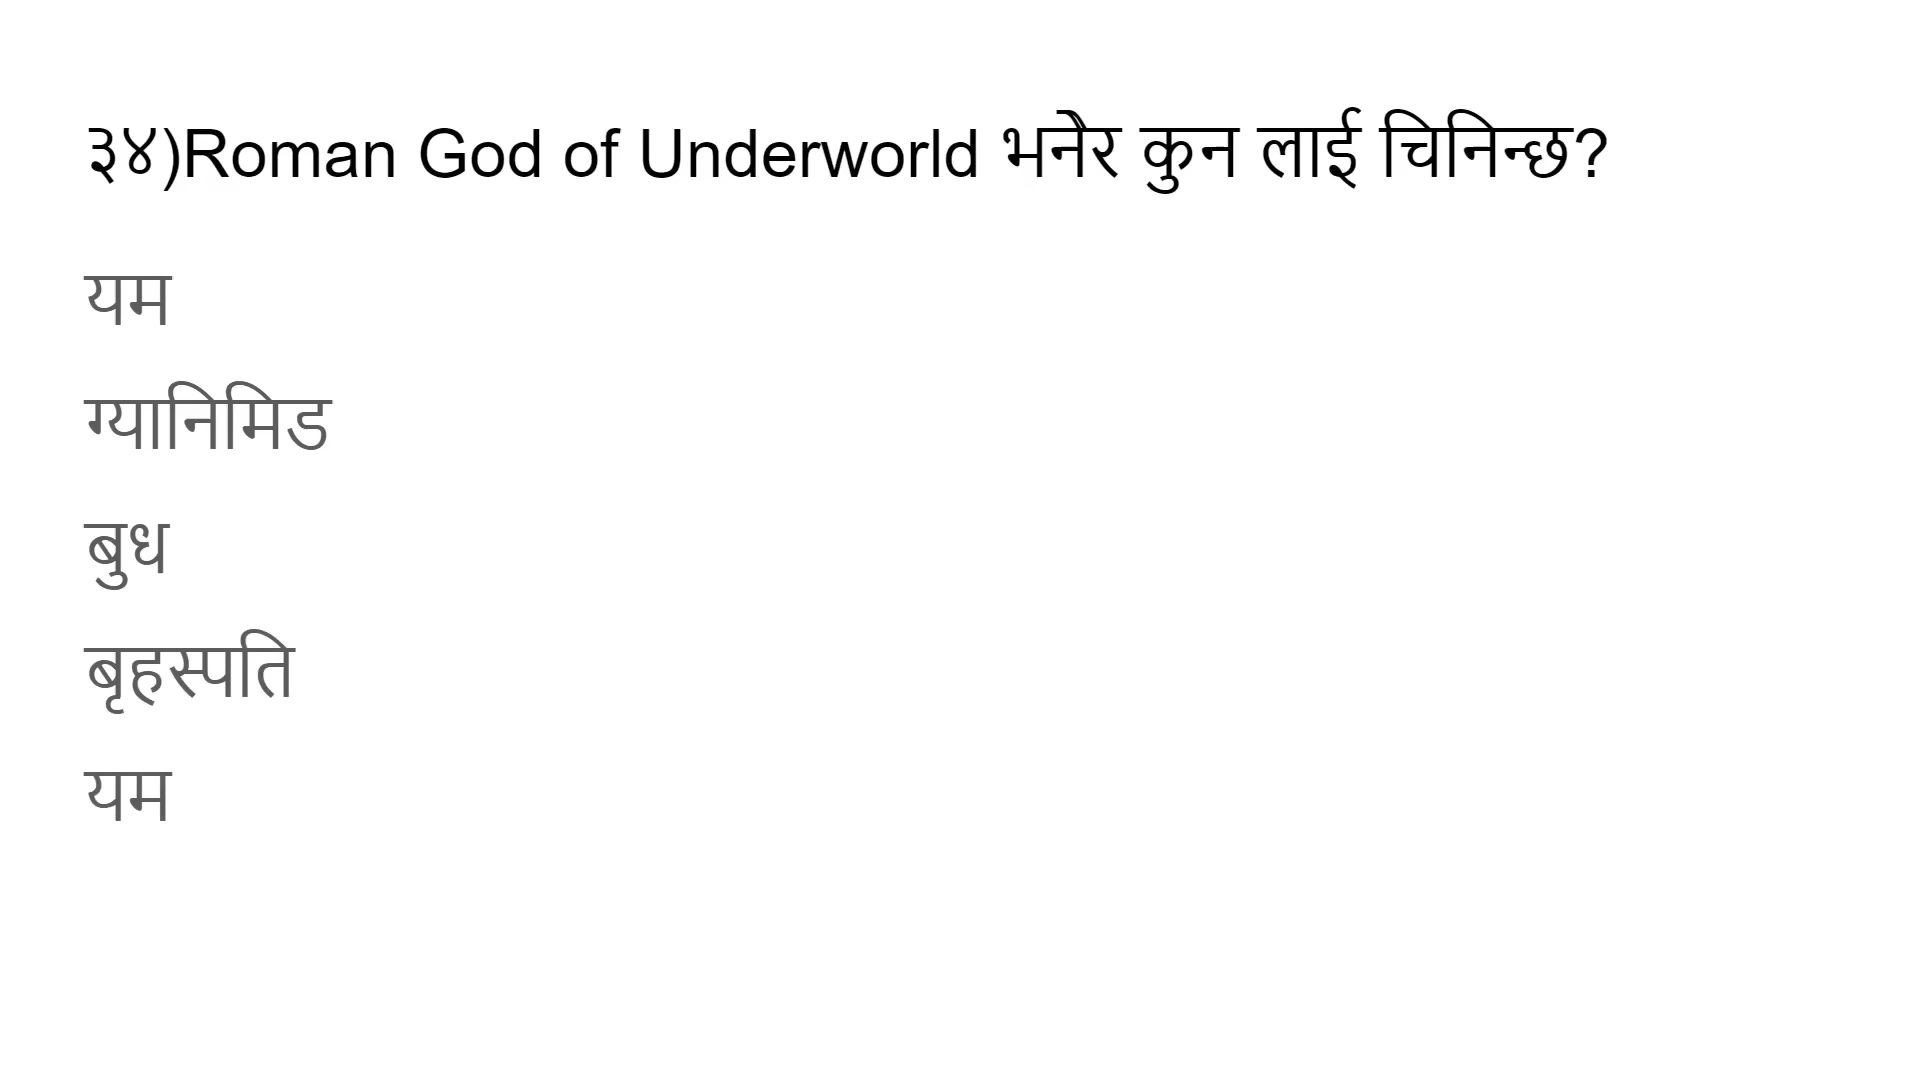 ३४)Roman God of Underworld भनेर कुन लाई चिनिन्छ?
यम
ग्यानिमिड
बुध
बृहस्पति
यम